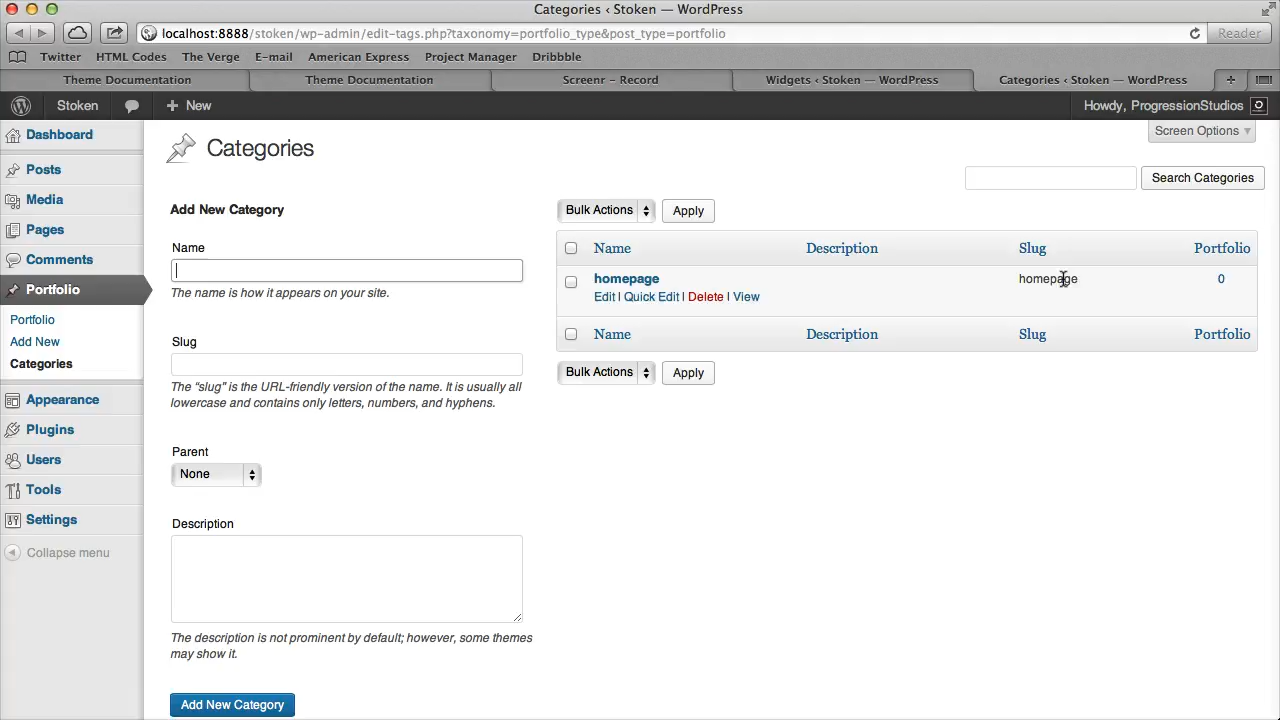 Categories ‹ Stoken — WordPress
localhost:8888/stoken/wp-admin/edit-tags.php?taxonomy=portfolio_type&post_type=portfolio
Reader
Twitter HTML Codes The Verge E-mail American Express Project Manager Dribbble
Theme Documentation Theme Documentation Screenr – Record Widgets ‹ Stoken — WordPress Categories ‹ Stoken — WordPress
Stoken + New Howdy, ProgressionStudios
Screen Options
Dashboard
Posts
Media
Pages
Comments
Portfolio
Portfolio
Add New
Categories
Appearance
Plugins
Users
Tools
Settings
Collapse menu
Categories
Search Categories
Add New Category
Name
The name is how it appears on your site.
Slug
The “slug” is the URL-friendly version of the name. It is usually all
lowercase and contains only letters, numbers, and hyphens.
Parent
None
Description
The description is not prominent by default; however, some themes
may show it.
Add New Category
Bulk Actions Apply
Name Description Slug Portfolio
homepage homepage 0
Edit | Quick Edit | Delete | View
Name Description Slug Portfolio
Bulk Actions Apply